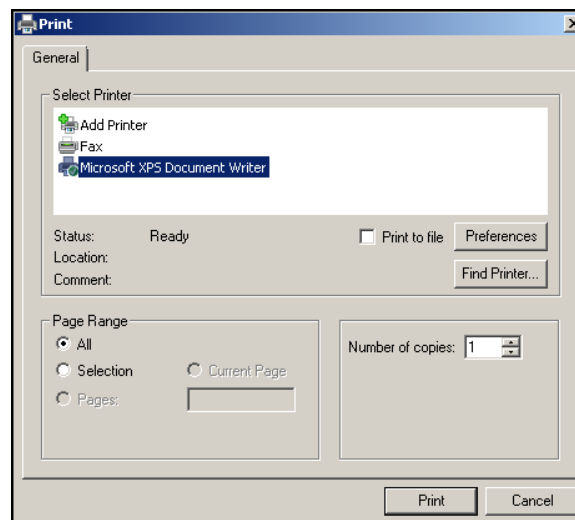 Print
General
Select Printer
Add Printer
Fax
Microsoft XPS Document Writer
Status: Ready
Print to file
Preferences
Location:
Comment:
Find Printer...
Page Range
All
Selection
Current Page
Pages:
Number of copies: 1
Print
Cancel